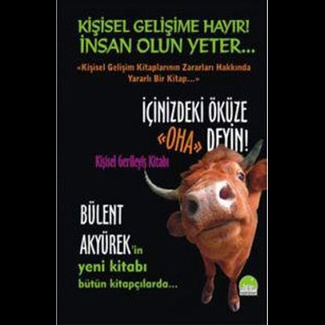 KİŞİSEL GELİŞİME HAYIR!
İNSAN OLUN YETER...
«Kişisel Gelişim Kitaplarının Zararları Hakkında
Yararlı Bir Kitap...»
İÇİNİZDEKİ ÖKÜZE
«OHA» DEYİN!
Kişisel Gerileyiş Kitabı
BÜLENT
AKYÜREK'in
yeni kitabı
bütün kitapçılarda...